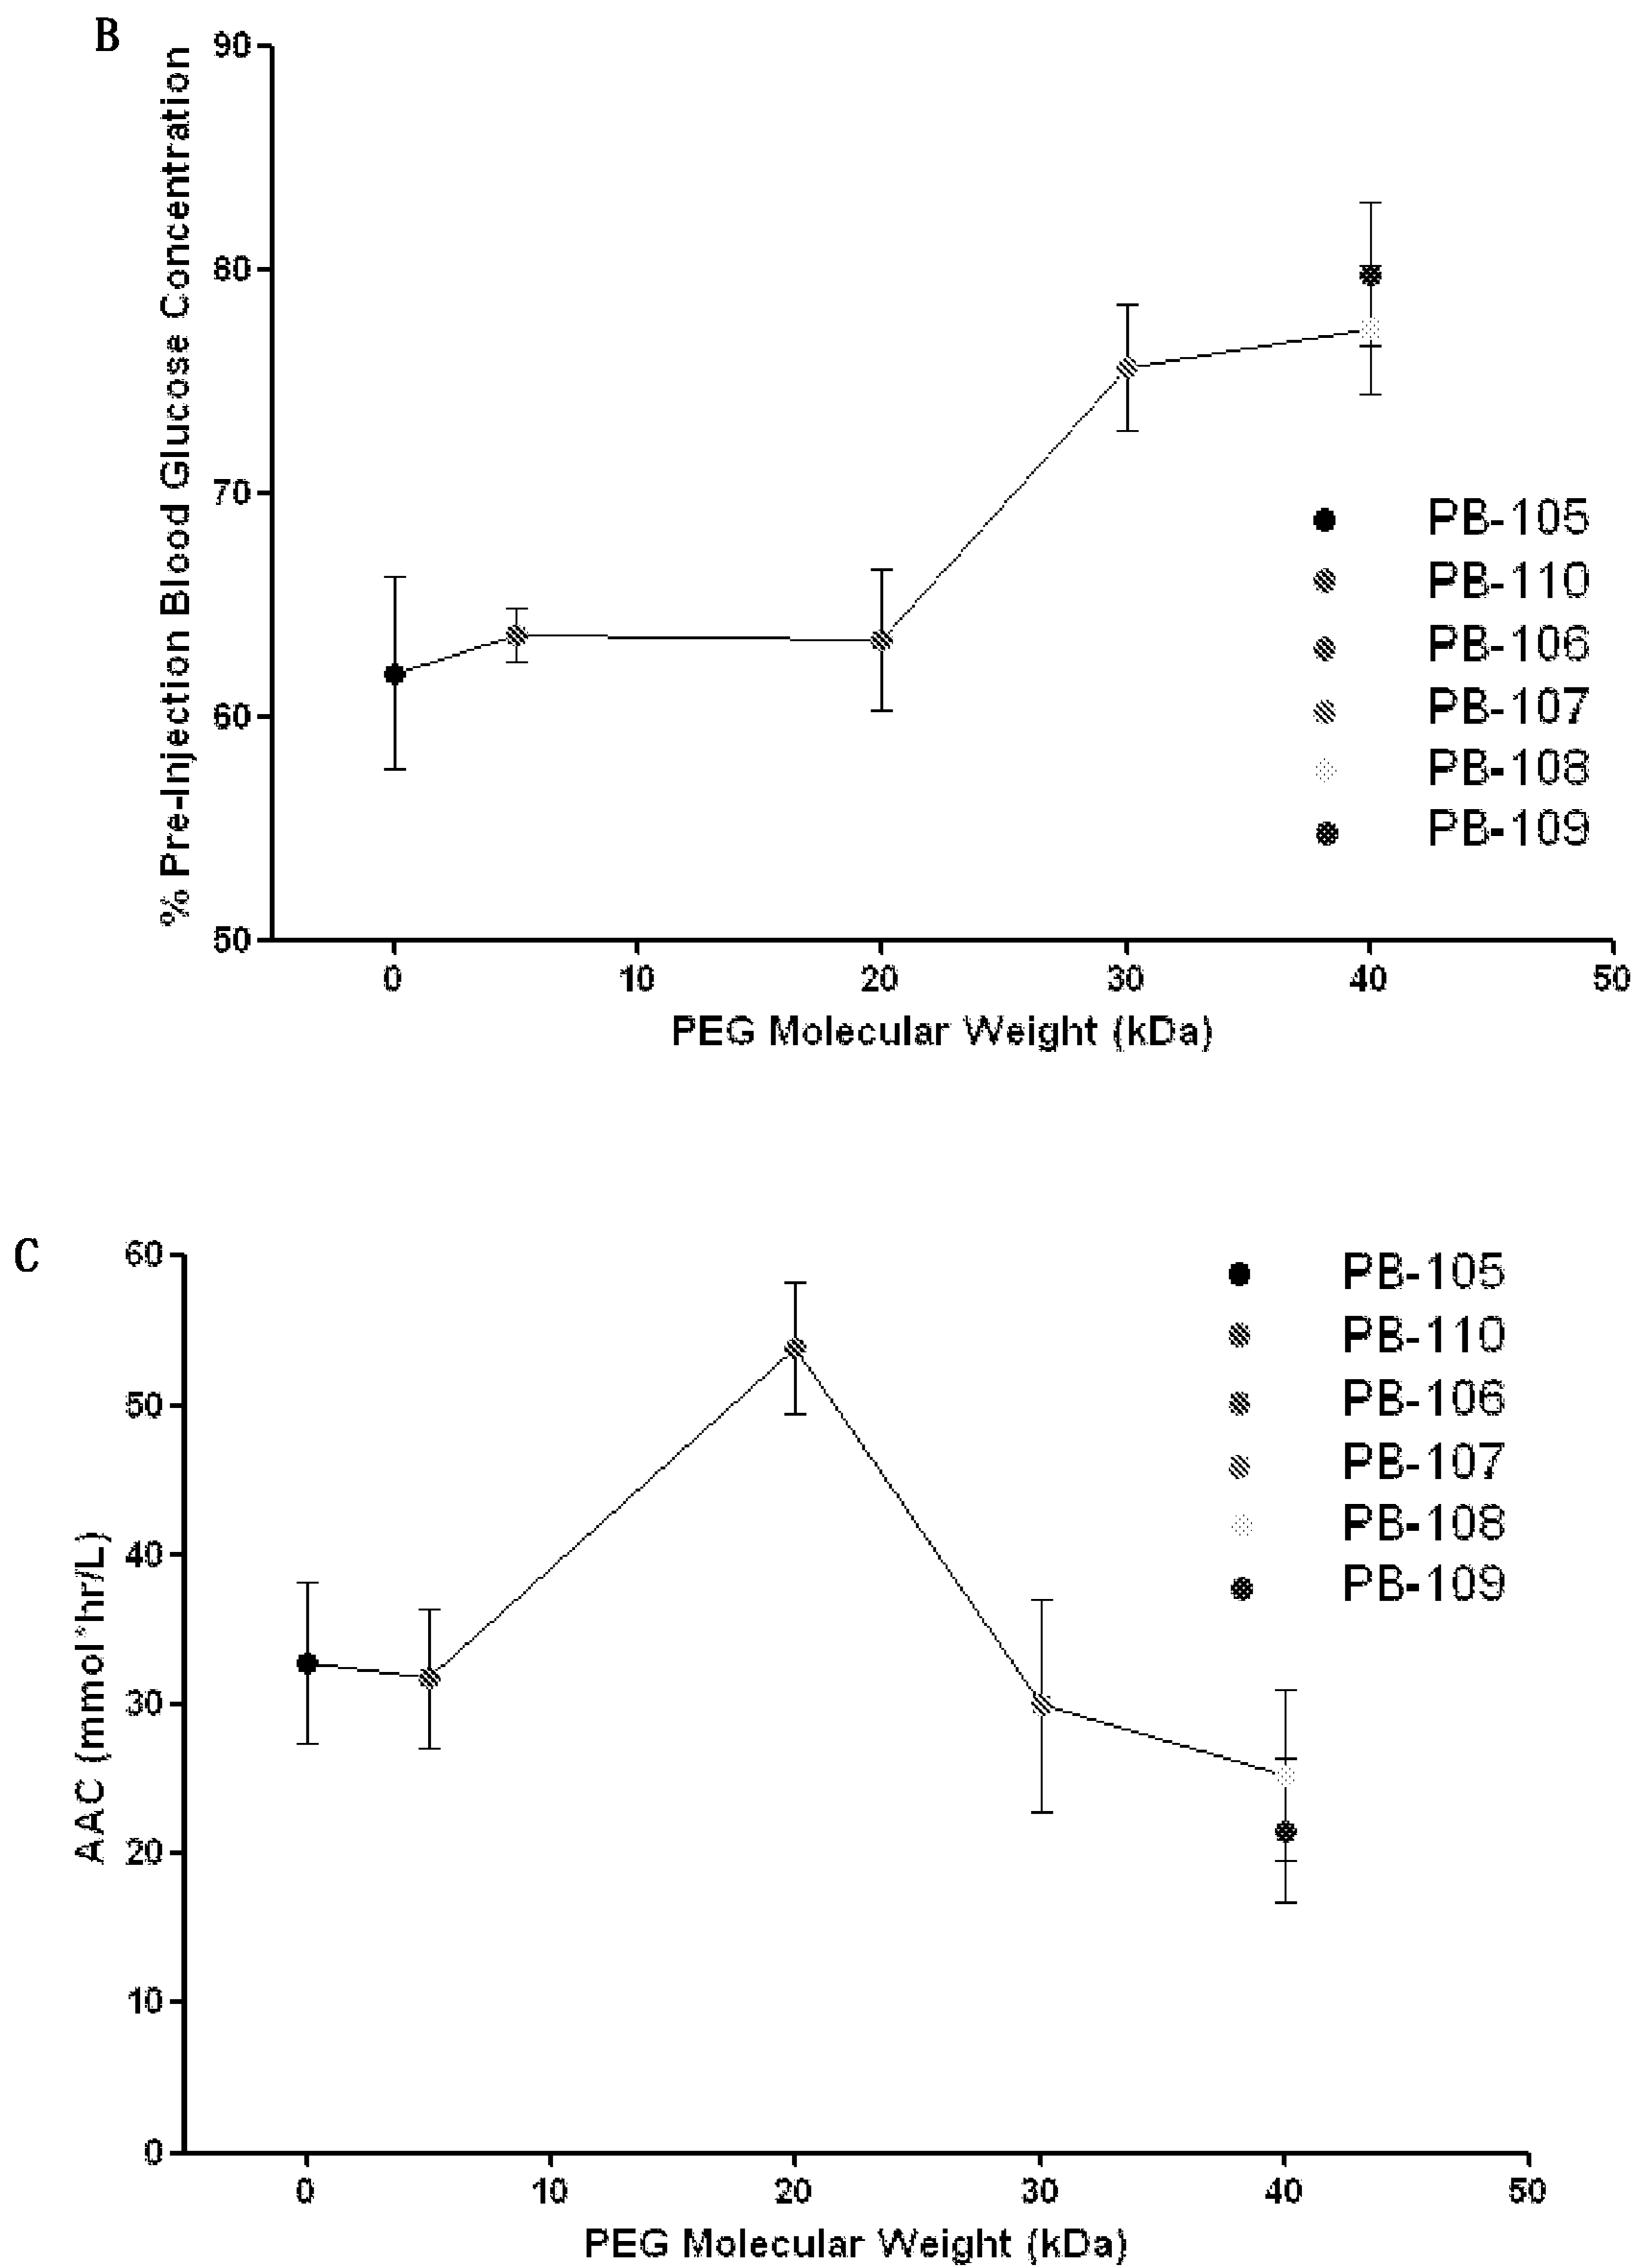 B
% Pre-Injection Blood Glucose Concentration
90
80
70
60
50
PB-105
PB-110
PB-106
PB-107
PB-108
PB-109
0 10 20 30 40 50
PEG Molecular Weight (kDa)
C
AAC (mmol*hr/L)
60
50
40
30
20
10
0
PB-105
PB-110
PB-106
PB-107
PB-108
PB-109
0 10 20 30 40 50
PEG Molecular Weight (kDa)